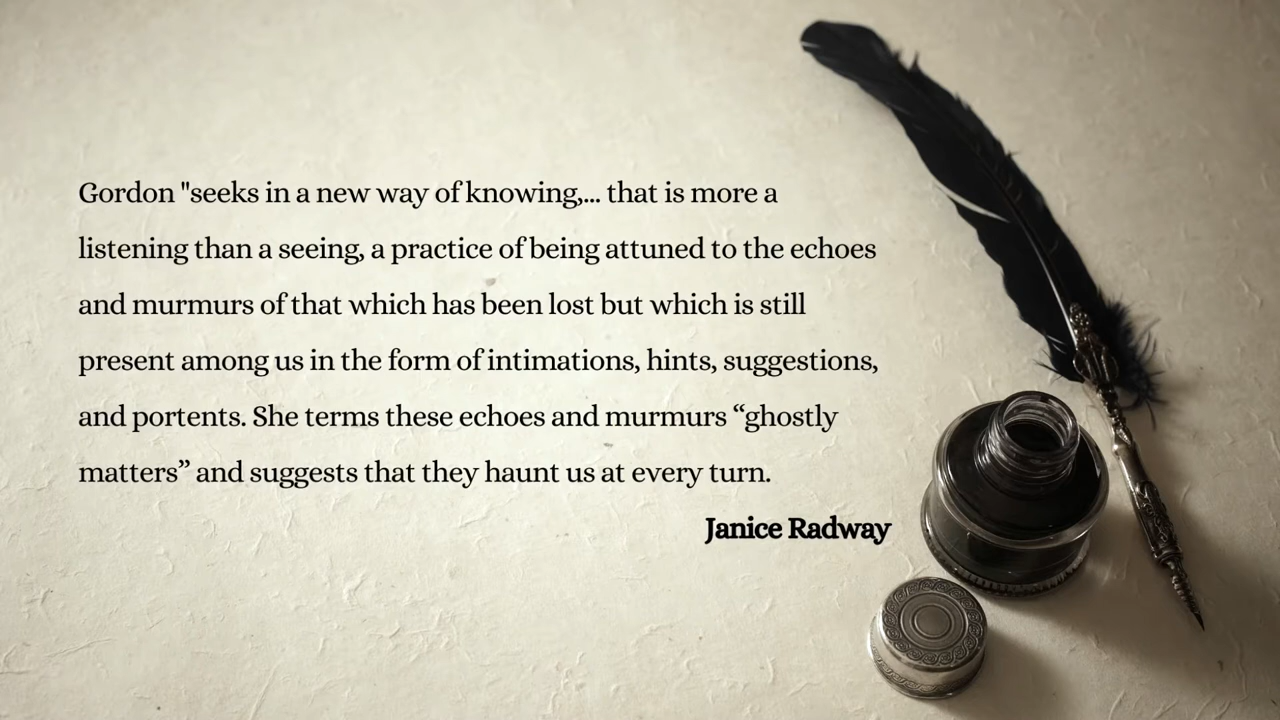 Gordon "seeks in a new way of knowing,... that is more a
listening than a seeing, a practice of being attuned to the echoes
and murmurs of that which has been lost but which is still
present among us in the form of intimations, hints, suggestions,
and portents. She terms these echoes and murmurs “ghostly
matters” and suggests that they haunt us at every turn.
Janice Radway